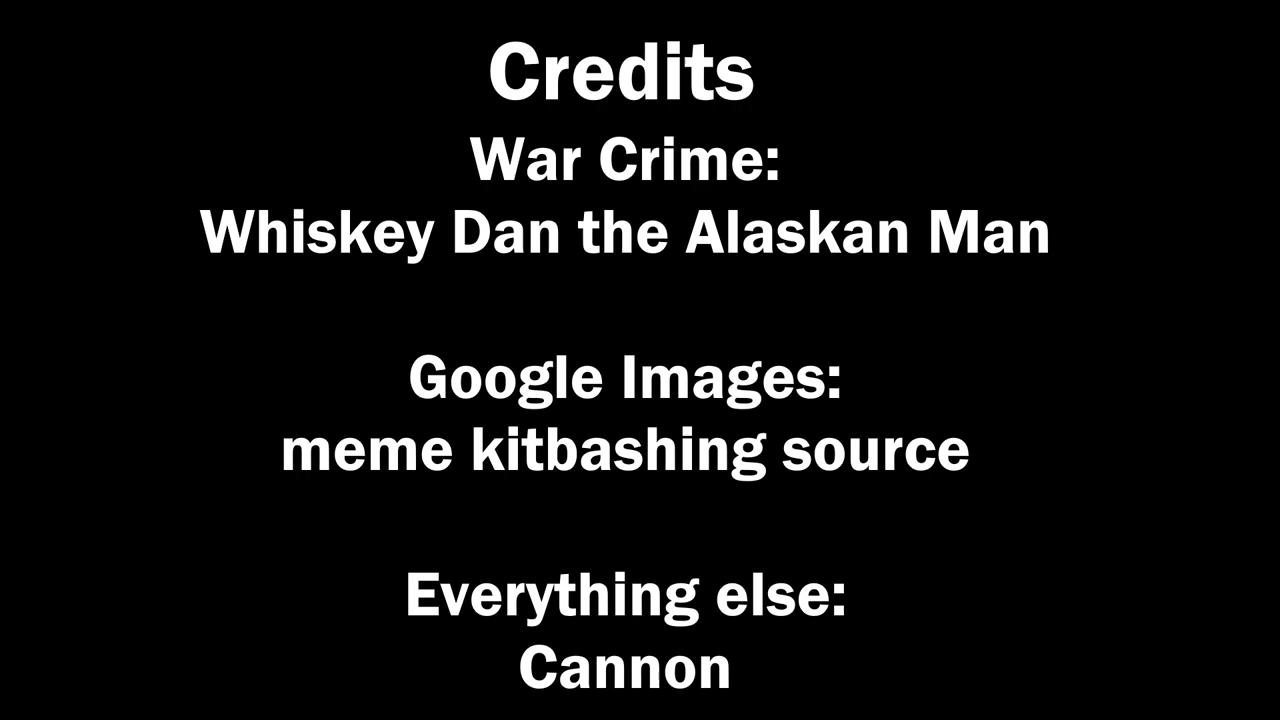 Credits
War Crime:
Whiskey Dan the Alaskan Man
Google Images:
meme kitbashing source
Everything else:
Cannon